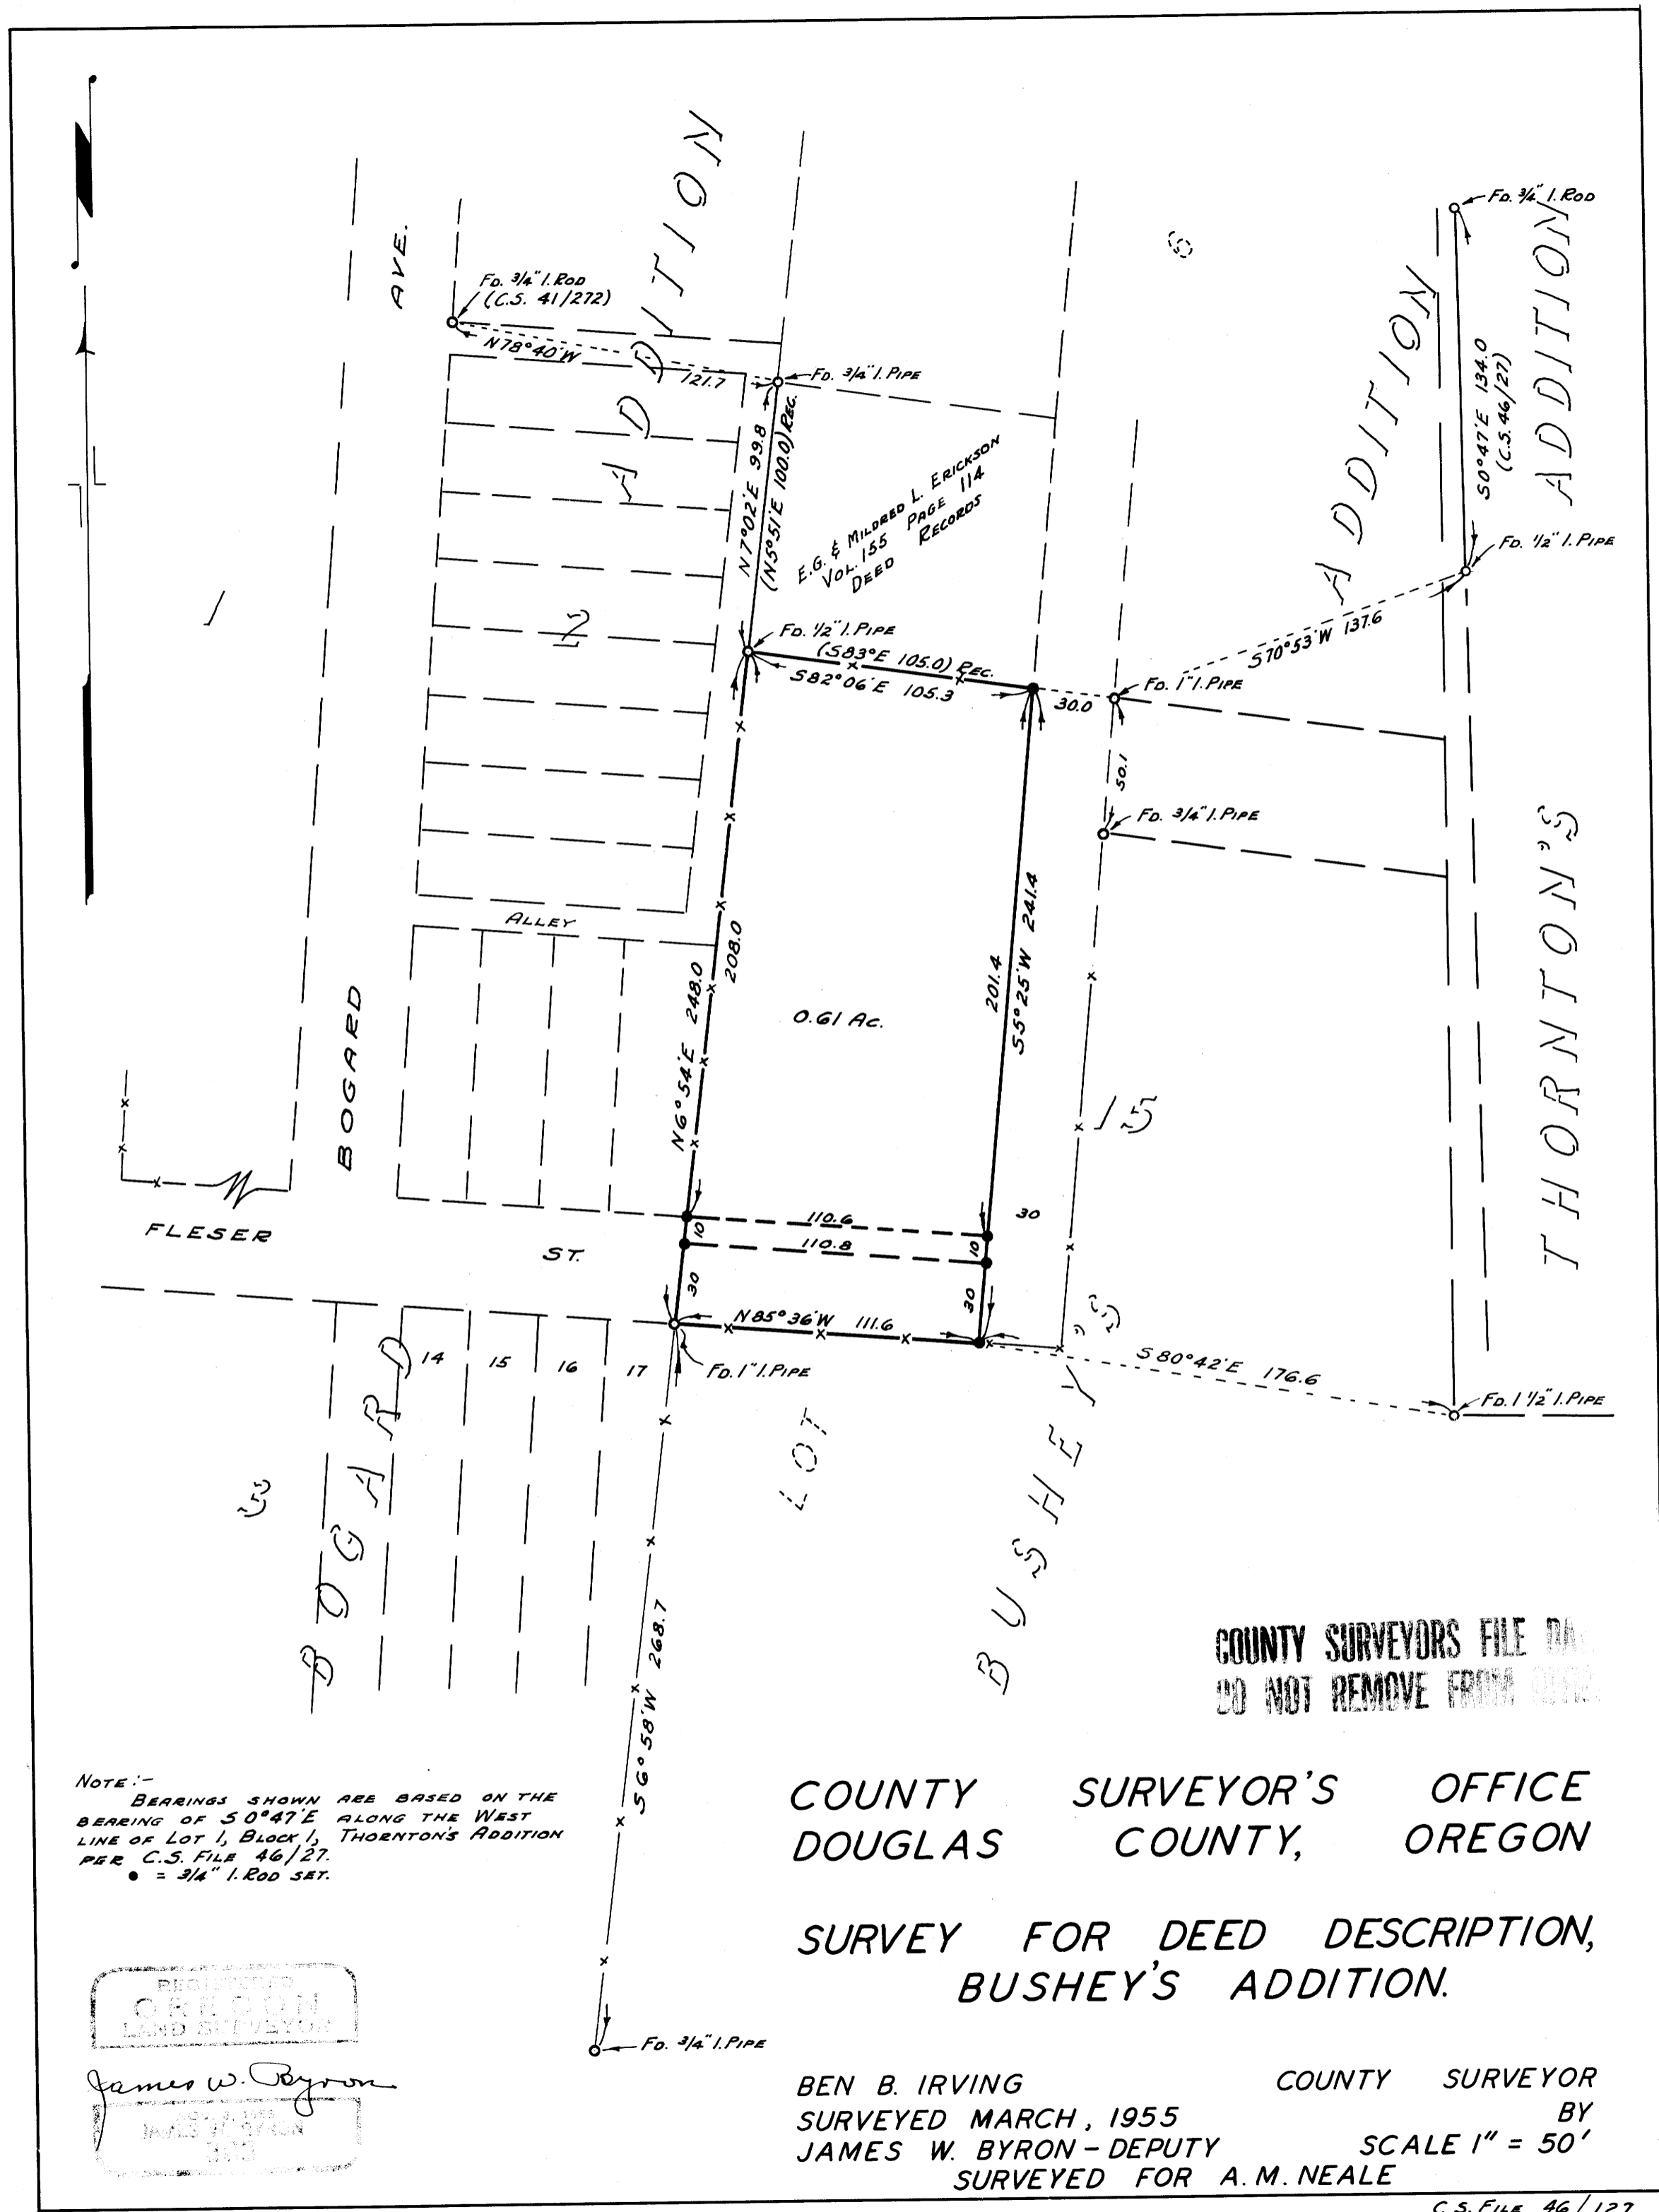 AVE.
ADDITION
6
FD. 3/4" I. ROD
FD. 3/4" I. ROD
(C.S. 41/272)
N78°40'W
121.7
FD. 3/4" I. PIPE
ADDITION
S0°47'E 134.0
(C.S. 46/27)
ADDITION
N7°02'E 99.8
(N5°51'E 100.0) REC.
E.G. & MILDRED L. ERICKSON
VOL. 155 PAGE 114
DEED RECORDS
FD. 1/2" I. PIPE
1
2
FD. 1/2" I. PIPE
(S83°E 105.0) REC.
S82°06'E 105.3
S70°53'W 137.6
FD. 1" I. PIPE
30.0
50.1
FD. 3/4" I. PIPE
ALLEY
THORNTON'S
N6°54'E 248.0
208.0
201.4
S5°25'W 241.4
0.61 AC.
BOGARD
15
FLESER
ST.
110.6
30
10
10
110.8
30
30
N85°36'W 111.6
14
15
16
17
FD. 1" I. PIPE
S80°42'E 176.6
FD. 1 1/2" I. PIPE
LOT
BUSHEY'S
3
BOGARD
S6°58'W 268.7
COUNTY SURVEYORS FILE
DO NOT REMOVE FROM
NOTE:-
BEARINGS SHOWN ARE BASED ON THE
BEARING OF S0°47'E ALONG THE WEST
LINE OF LOT 1, BLOCK 1, THORNTON'S ADDITION
PER C.S. FILE 46/27.
● = 3/4" I. ROD SET.
COUNTY SURVEYOR'S OFFICE
DOUGLAS COUNTY, OREGON
SURVEY FOR DEED DESCRIPTION,
BUSHEY'S ADDITION.
REGISTERED
OREGON
LAND SURVEYOR
James W. Byron
FD. 3/4" I. PIPE
BEN B. IRVING COUNTY SURVEYOR
SURVEYED MARCH, 1955 BY
JAMES W. BYRON - DEPUTY SCALE 1" = 50'
SURVEYED FOR A.M. NEALE
C.S. FILE 46/127